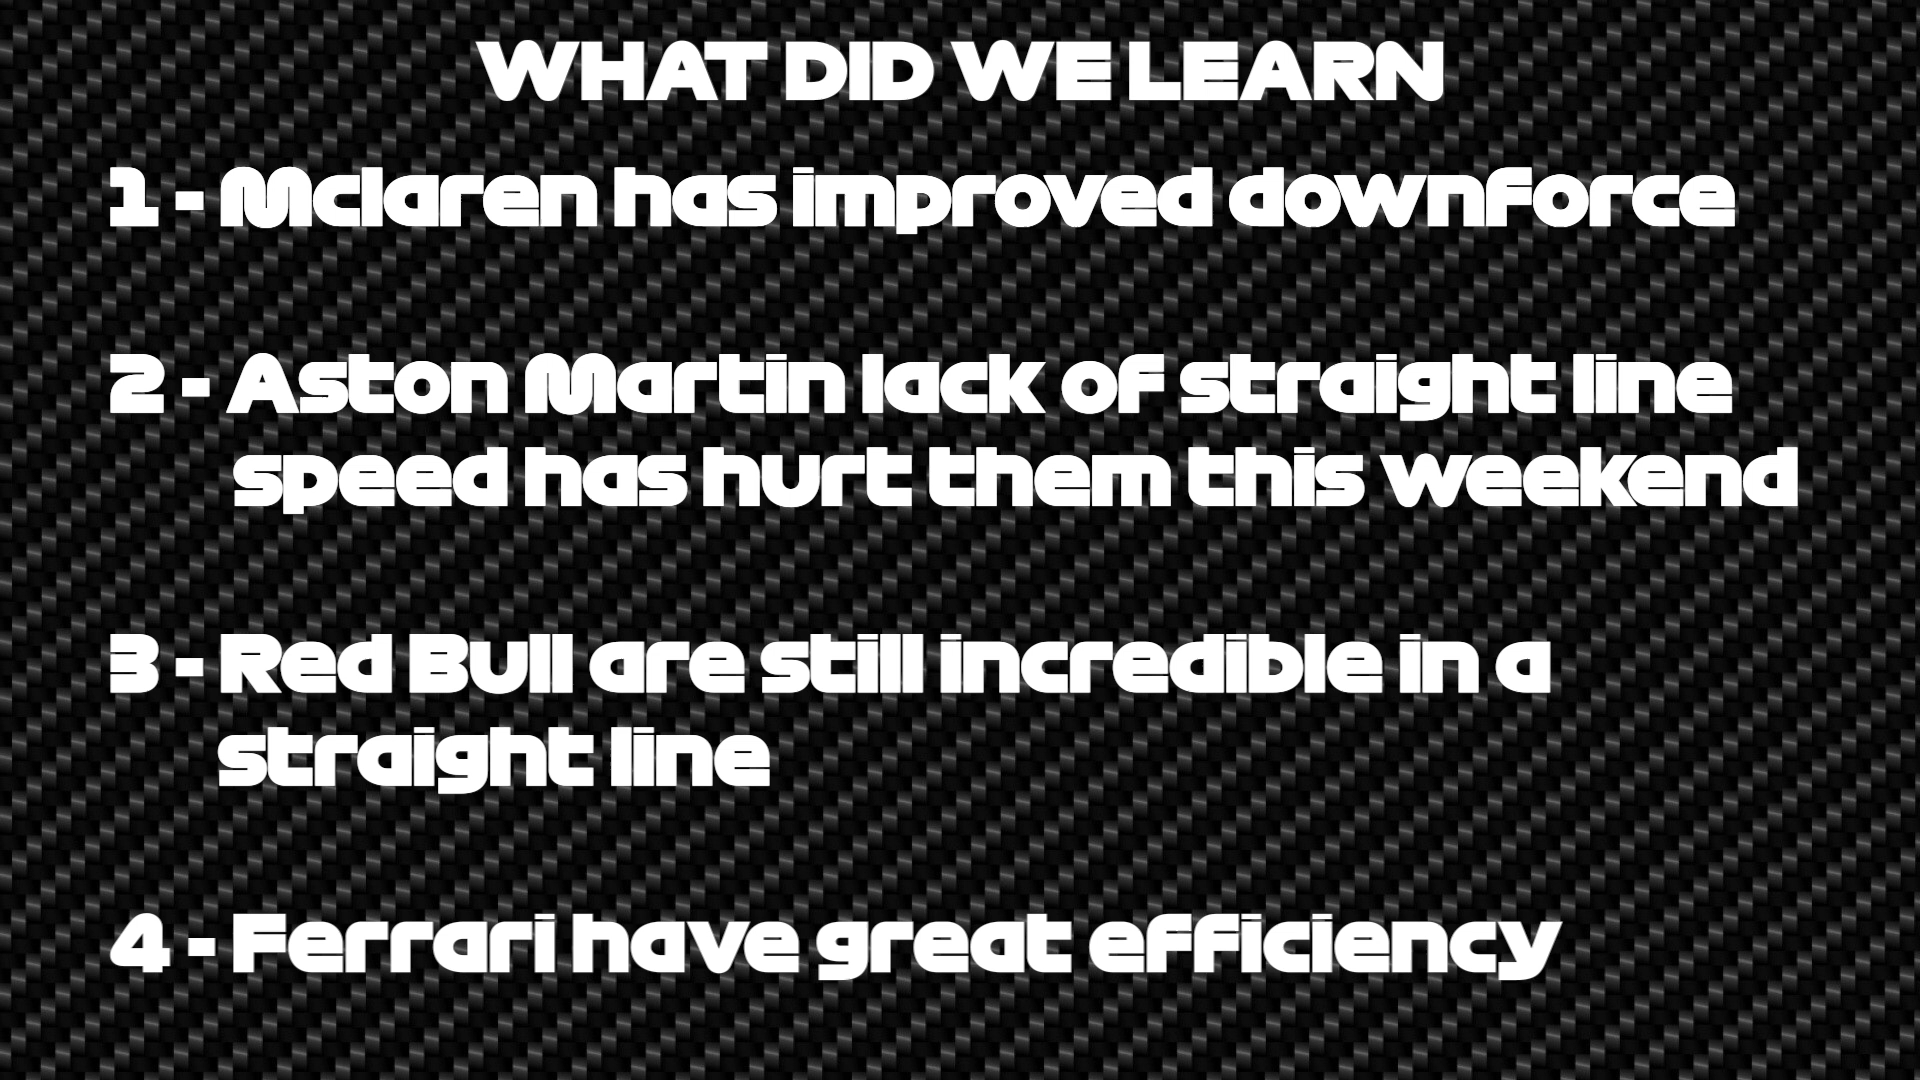 WHAT DID WE LEARN
1 - Mclaren has improved downforce
2 - Aston Martin lack of straight line
speed has hurt them this weekend
3 - Red Bull are still incredible in a
straight line
4 - Ferrari have great efficiency